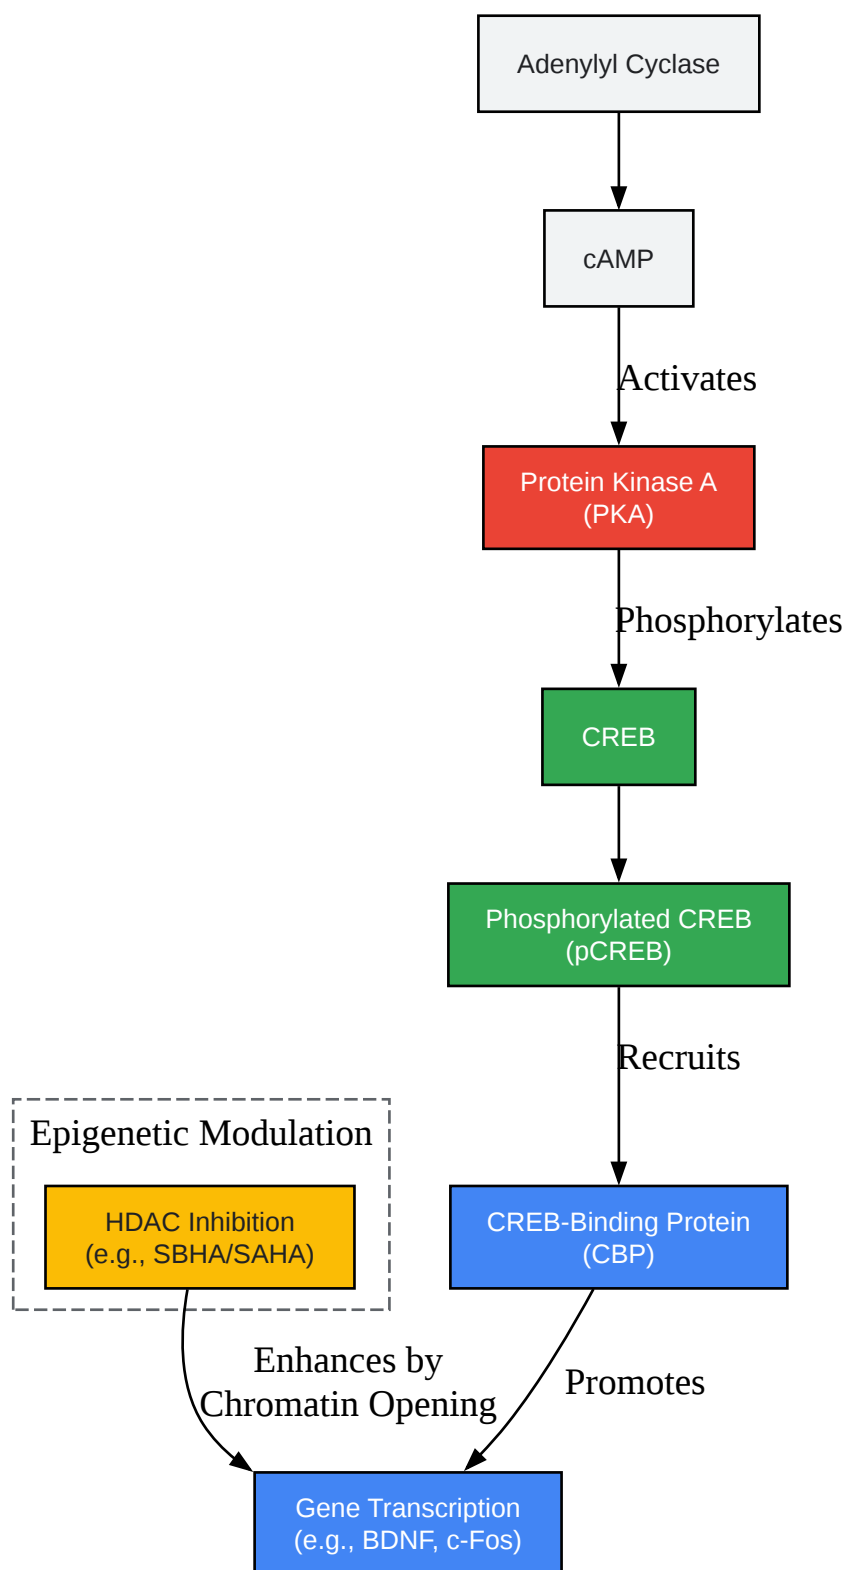 Adenylyl Cyclase
cAMP
Activates
Protein Kinase A
(PKA)
Phosphorylates
CREB
Phosphorylated CREB
(pCREB)
Recruits
Epigenetic Modulation
HDAC Inhibition
(e.g., SBHA/SAHA)
CREB-Binding Protein
(CBP)
Enhances by
Chromatin Opening
Promotes
Gene Transcription
(e.g., BDNF, c-Fos)